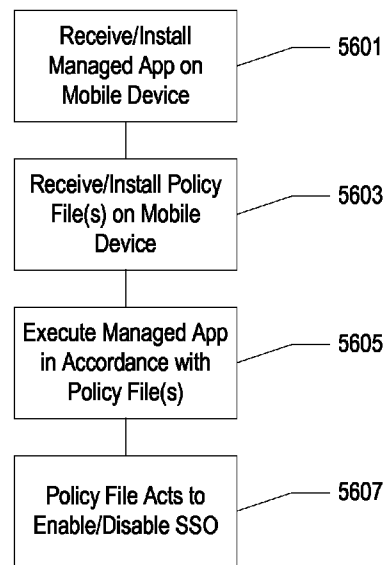 Receive/Install
Managed App on
Mobile Device
5601
Receive/Install Policy
File(s) on Mobile
Device
5603
Execute Managed App
in Accordance with
Policy File(s)
5605
Policy File Acts to
Enable/Disable SSO
5607